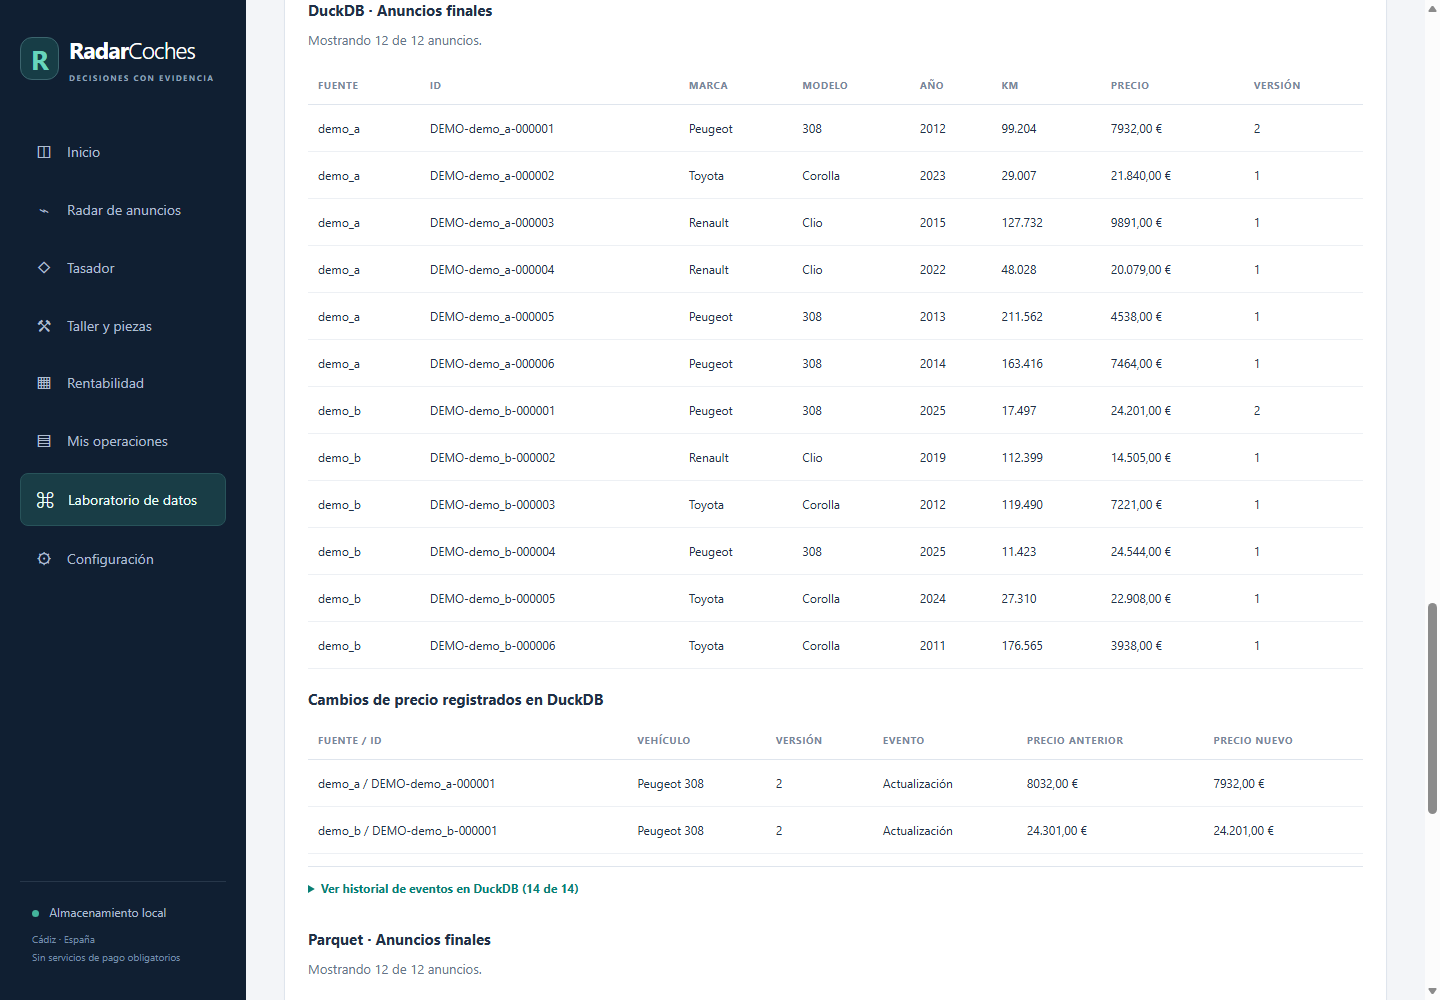 R RadarCoches
DECISIONES CON EVIDENCIA
Inicio
Radar de anuncios
Tasador
Taller y piezas
Rentabilidad
Mis operaciones
Laboratorio de datos
Configuración
Almacenamiento local
Cádiz · España
Sin servicios de pago obligatorios
DuckDB · Anuncios finales
Mostrando 12 de 12 anuncios.
FUENTE ID MARCA MODELO AÑO KM PRECIO VERSIÓN
demo_a DEMO-demo_a-000001 Peugeot 308 2012 99.204 7932,00 € 2
demo_a DEMO-demo_a-000002 Toyota Corolla 2023 29.007 21.840,00 € 1
demo_a DEMO-demo_a-000003 Renault Clio 2015 127.732 9891,00 € 1
demo_a DEMO-demo_a-000004 Renault Clio 2022 48.028 20.079,00 € 1
demo_a DEMO-demo_a-000005 Peugeot 308 2013 211.562 4538,00 € 1
demo_a DEMO-demo_a-000006 Peugeot 308 2014 163.416 7464,00 € 1
demo_b DEMO-demo_b-000001 Peugeot 308 2025 17.497 24.201,00 € 2
demo_b DEMO-demo_b-000002 Renault Clio 2019 112.399 14.505,00 € 1
demo_b DEMO-demo_b-000003 Toyota Corolla 2012 119.490 7221,00 € 1
demo_b DEMO-demo_b-000004 Peugeot 308 2025 11.423 24.544,00 € 1
demo_b DEMO-demo_b-000005 Toyota Corolla 2024 27.310 22.908,00 € 1
demo_b DEMO-demo_b-000006 Toyota Corolla 2011 176.565 3938,00 € 1
Cambios de precio registrados en DuckDB
FUENTE / ID VEHÍCULO VERSIÓN EVENTO PRECIO ANTERIOR PRECIO NUEVO
demo_a / DEMO-demo_a-000001 Peugeot 308 2 Actualización 8032,00 € 7932,00 €
demo_b / DEMO-demo_b-000001 Peugeot 308 2 Actualización 24.301,00 € 24.201,00 €
Ver historial de eventos en DuckDB (14 de 14)
Parquet · Anuncios finales
Mostrando 12 de 12 anuncios.